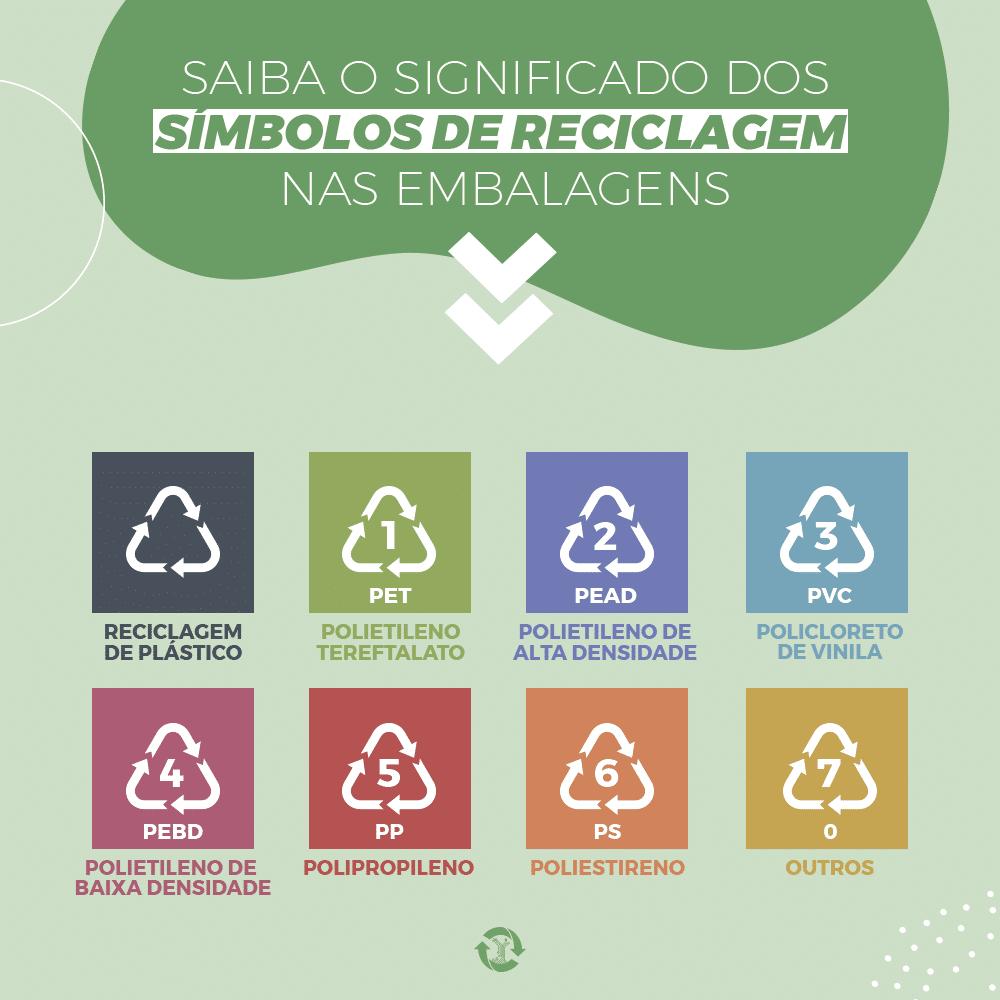 SAIBA O SIGNIFICADO DOS
SÍMBOLOS DE RECICLAGEM
NAS EMBALAGENS
RECICLAGEM
DE PLÁSTICO
1
PET
POLIETILENO
TEREFTALATO
2
PEAD
POLIETILENO DE
ALTA DENSIDADE
3
PVC
POLICLORETO
DE VINILA
4
PEBD
POLIETILENO DE
BAIXA DENSIDADE
5
PP
POLIPROPILENO
6
PS
POLIESTIRENO
7
0
OUTROS